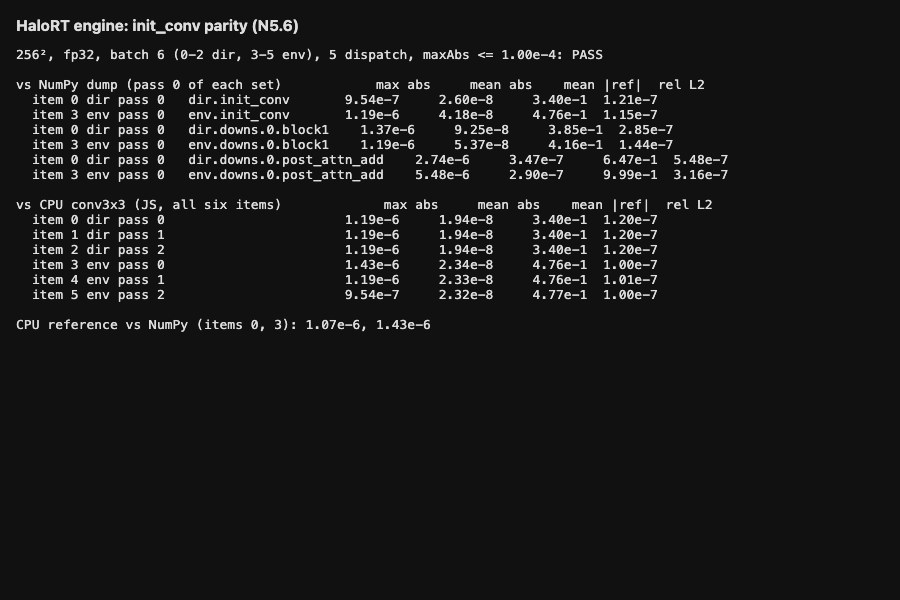 HaloRT engine: init_conv parity (N5.6)
256², fp32, batch 6 (0-2 dir, 3-5 env), 5 dispatch, maxAbs <= 1.00e-4: PASS
vs NumPy dump (pass 0 of each set) max abs mean abs mean |ref| rel L2
item 0 dir pass 0 dir.init_conv 9.54e-7 2.60e-8 3.40e-1 1.21e-7
item 3 env pass 0 env.init_conv 1.19e-6 4.18e-8 4.76e-1 1.15e-7
item 0 dir pass 0 dir.downs.0.block1 1.37e-6 9.25e-8 3.85e-1 2.85e-7
item 3 env pass 0 env.downs.0.block1 1.19e-6 5.37e-8 4.16e-1 1.44e-7
item 0 dir pass 0 dir.downs.0.post_attn_add 2.74e-6 3.47e-7 6.47e-1 5.48e-7
item 3 env pass 0 env.downs.0.post_attn_add 5.48e-6 2.90e-7 9.99e-1 3.16e-7
vs CPU conv3x3 (JS, all six items) max abs mean abs mean |ref| rel L2
item 0 dir pass 0 1.19e-6 1.94e-8 3.40e-1 1.20e-7
item 1 dir pass 1 1.19e-6 1.94e-8 3.40e-1 1.20e-7
item 2 dir pass 2 1.19e-6 1.94e-8 3.40e-1 1.20e-7
item 3 env pass 0 1.43e-6 2.34e-8 4.76e-1 1.00e-7
item 4 env pass 1 1.19e-6 2.33e-8 4.76e-1 1.01e-7
item 5 env pass 2 9.54e-7 2.32e-8 4.77e-1 1.00e-7
CPU reference vs NumPy (items 0, 3): 1.07e-6, 1.43e-6